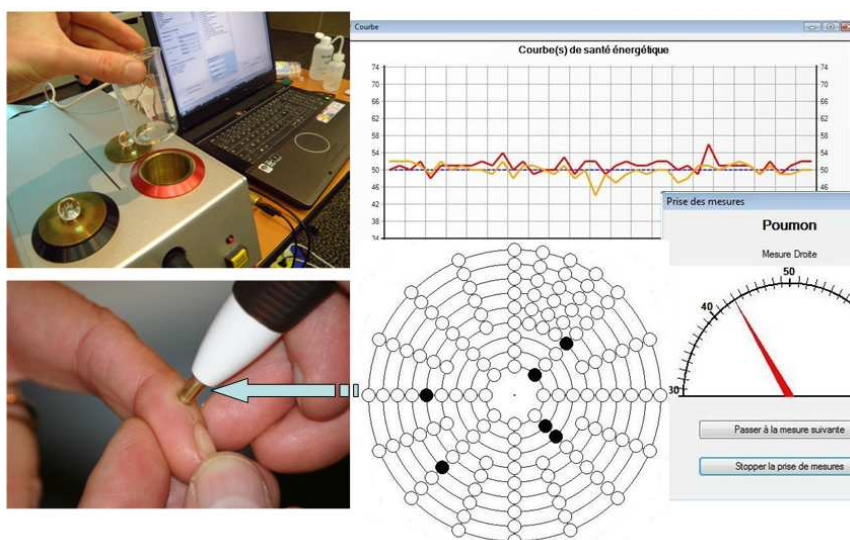 Courbe
Courbe(s) de santé énergétique
74 74
70 70
66 66
62 62
58 58
54 54
50 50
46 46
42 42
38
34
Prise des mesures
Poumon
Mesure Droite
50
40
30
Passer à la mesure suivante
Stopper la prise de mesures